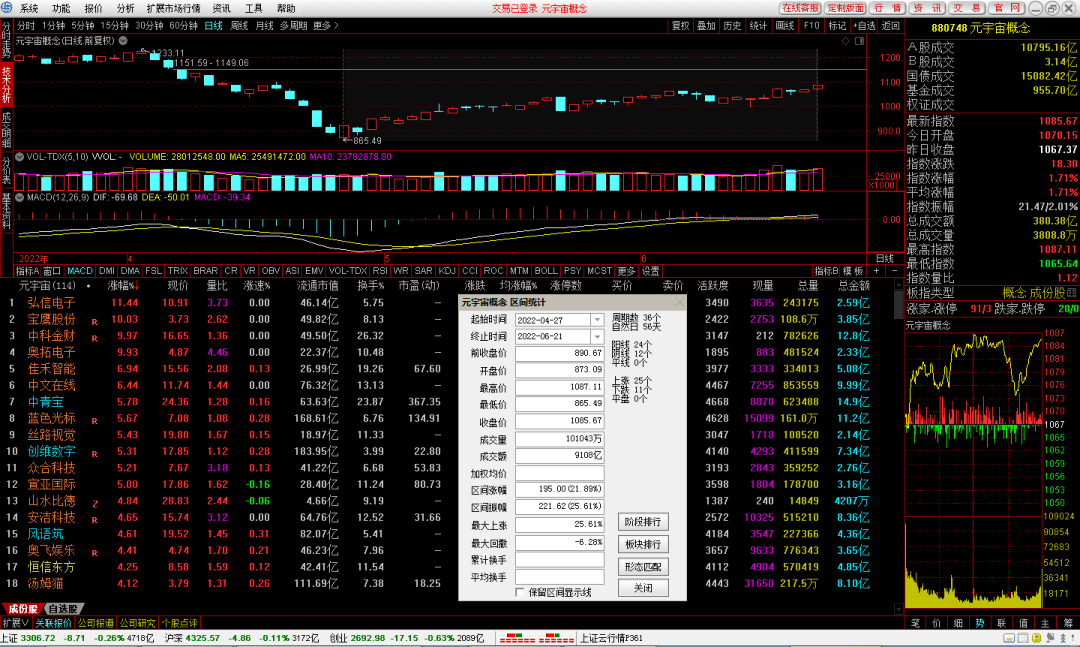 系统 功能 报价 分析 扩展市场行情 资讯 工具 帮助 交易已登录 元宇宙概念 在线客服 定制版面 行情 资讯 交易 官网
分时 1分钟 5分钟 15分钟 30分钟 60分钟 日线 周线 月线 多周期 更多> 复权 叠加 历史 统计 画线 F10 标记 +自选 返回
880748 元宇宙概念
分时走势
技术分析
成交明细
分价表
基本资料
元宇宙概念(日线 前复权)
1233.11
1151.59 - 1149.06
865.49
1200
1100
1000
900.0
VOL-TDX(5,10) VVOL: - VOLUME: 28012548.00 MA5: 25491472.00 MA10: 23782878.00
25000
X1000
MACD(12,26,9) DIF: -69.68 DEA: -50.01 MACD: -39.34
0.00
2022年 4 5 6 日线
指标A 窗口 MACD DMI DMA FSL TRIX BRAR CR VR OBV ASI EMV VOL-TDX RSI WR SAR KDJ CCI ROC MTM BOLL PSY MCST 更多 设置 指标B 模板 + -
A股成交 10795.16亿
B股成交 3.14亿
国债成交 15082.42亿
基金成交 955.70亿
权证成交
最新指数 1085.67
今日开盘 1070.15
昨日收盘 1067.37
指数涨跌 18.30
指数涨幅 1.71%
平均涨幅 1.71%
指数振幅 21.47/2.01%
总成交额 380.38亿
总成交量 3808.8万
最高指数 1087.11
最低指数 1065.64
指数量比 1.12
板指类型 概念 成份股
涨家.涨停 91/3 跌家.跌停 20/0
元宇宙概念
1087
1084
1081
1078
1076
1073
1070
1067
1065
1062
1059
1056
1053
1050
109024
90854
72683
54512
36341
18171
元宇宙(114) 涨幅%↓ 现价 量比 涨速% 流通市值 换手% 市盈(动) 涨跌 均涨幅% 涨停数 买价 卖价 活跃度 现量 总量 总金额
1 弘信电子 11.44 10.91 3.73 0.00 46.14亿 5.75 — 3490 3635 243175 2.59亿
2 宝鹰股份 R 10.03 3.73 2.62 0.00 49.82亿 8.13 — 2422 2753 108.6万 3.85亿
3 中科金财 R 9.97 16.65 1.36 0.00 49.50亿 26.32 — 3147 212 782626 12.8亿
4 奥拓电子 9.93 4.87 4.46 0.00 22.37亿 10.48 — 1895 883 481524 2.33亿
5 佳禾智能 6.94 15.56 2.08 0.13 26.99亿 19.26 67.60 3977 3333 334013 5.08亿
6 中文在线 6.44 11.74 1.44 0.00 76.32亿 13.13 — 4467 7255 853559 9.99亿
7 中青宝 5.78 24.36 1.28 0.16 63.63亿 23.87 367.35 4668 8870 623488 14.9亿
8 蓝色光标 R 5.67 7.08 1.08 0.28 168.61亿 6.76 134.91 4628 15099 161.0万 11.2亿
9 丝路视觉 5.43 19.80 1.67 0.15 18.97亿 11.33 — 3047 1718 108520 2.14亿
10 创维数字 R 5.31 17.85 1.12 0.28 183.95亿 3.99 22.80 4140 4293 411599 7.34亿
11 众合科技 5.21 7.67 3.18 0.13 41.22亿 6.68 53.83 3193 2843 359252 2.76亿
12 宣亚国际 5.00 17.86 1.62 -0.16 28.40亿 11.24 80.73 3598 1804 178700 3.16亿
13 山水比德 Z 4.84 28.83 2.44 -0.06 4.66亿 9.19 — 1387 240 14849 4207万
14 安洁科技 R 4.65 15.74 3.12 0.00 64.76亿 12.52 31.66 2572 10325 515210 8.36亿
15 风语筑 4.61 19.52 1.45 0.31 82.07亿 5.41 — 4184 3547 227366 4.36亿
16 奥飞娱乐 R 4.41 4.74 1.70 0.21 46.23亿 7.96 — 3657 9633 776343 3.65亿
17 恒信东方 4.25 8.58 1.59 0.12 42.41亿 11.54 — 4112 4904 570419 4.85亿
18 汤姆猫 4.12 3.79 1.31 0.26 111.69亿 7.38 18.25 4443 31650 217.5万 8.10亿
元宇宙概念 区间统计
起始时间 2022-04-27 周期数 36个
自然日 56天
终止时间 2022-06-21
阳线 24个
前收盘价 890.67 阴线 12个
平线 0个
开盘价 873.09
上涨 25个
最高价 1087.11 下跌 11个
平盘 0个
最低价 865.49
收盘价 1085.67
成交量 101043万
成交额 9108亿
加权均价
区间涨幅 195.00(21.89%)
区间振幅 221.62(25.61%)
最大上涨 25.61% 阶段排行
最大回撤 -6.28% 板块排行
累计换手 形态匹配
平均换手 关闭
保留区间显示线
成份股 自选股
扩展∨ 关联报价 公司报道 公司研究 个股点评
笔 价 细 势 联 值 主 筹
上证 3306.72 -8.71 -0.26% 4718亿 沪深 4325.57 -4.86 -0.11% 3172亿 创业 2692.98 -17.15 -0.63% 2089亿 上证云行情P361